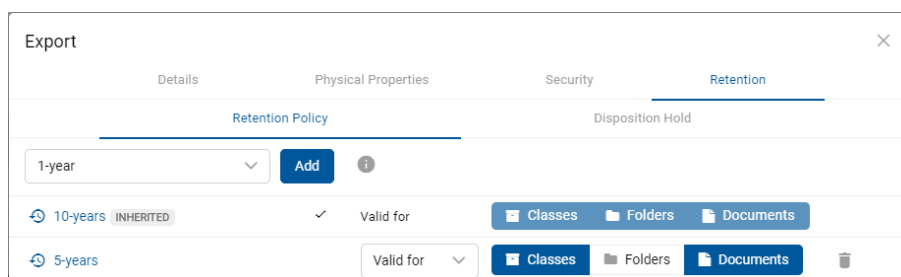 Export
Details Physical Properties Security Retention
Retention Policy Disposition Hold
1-year Add
10-years INHERITED Valid for Classes Folders Documents
5-years Valid for Classes Folders Documents